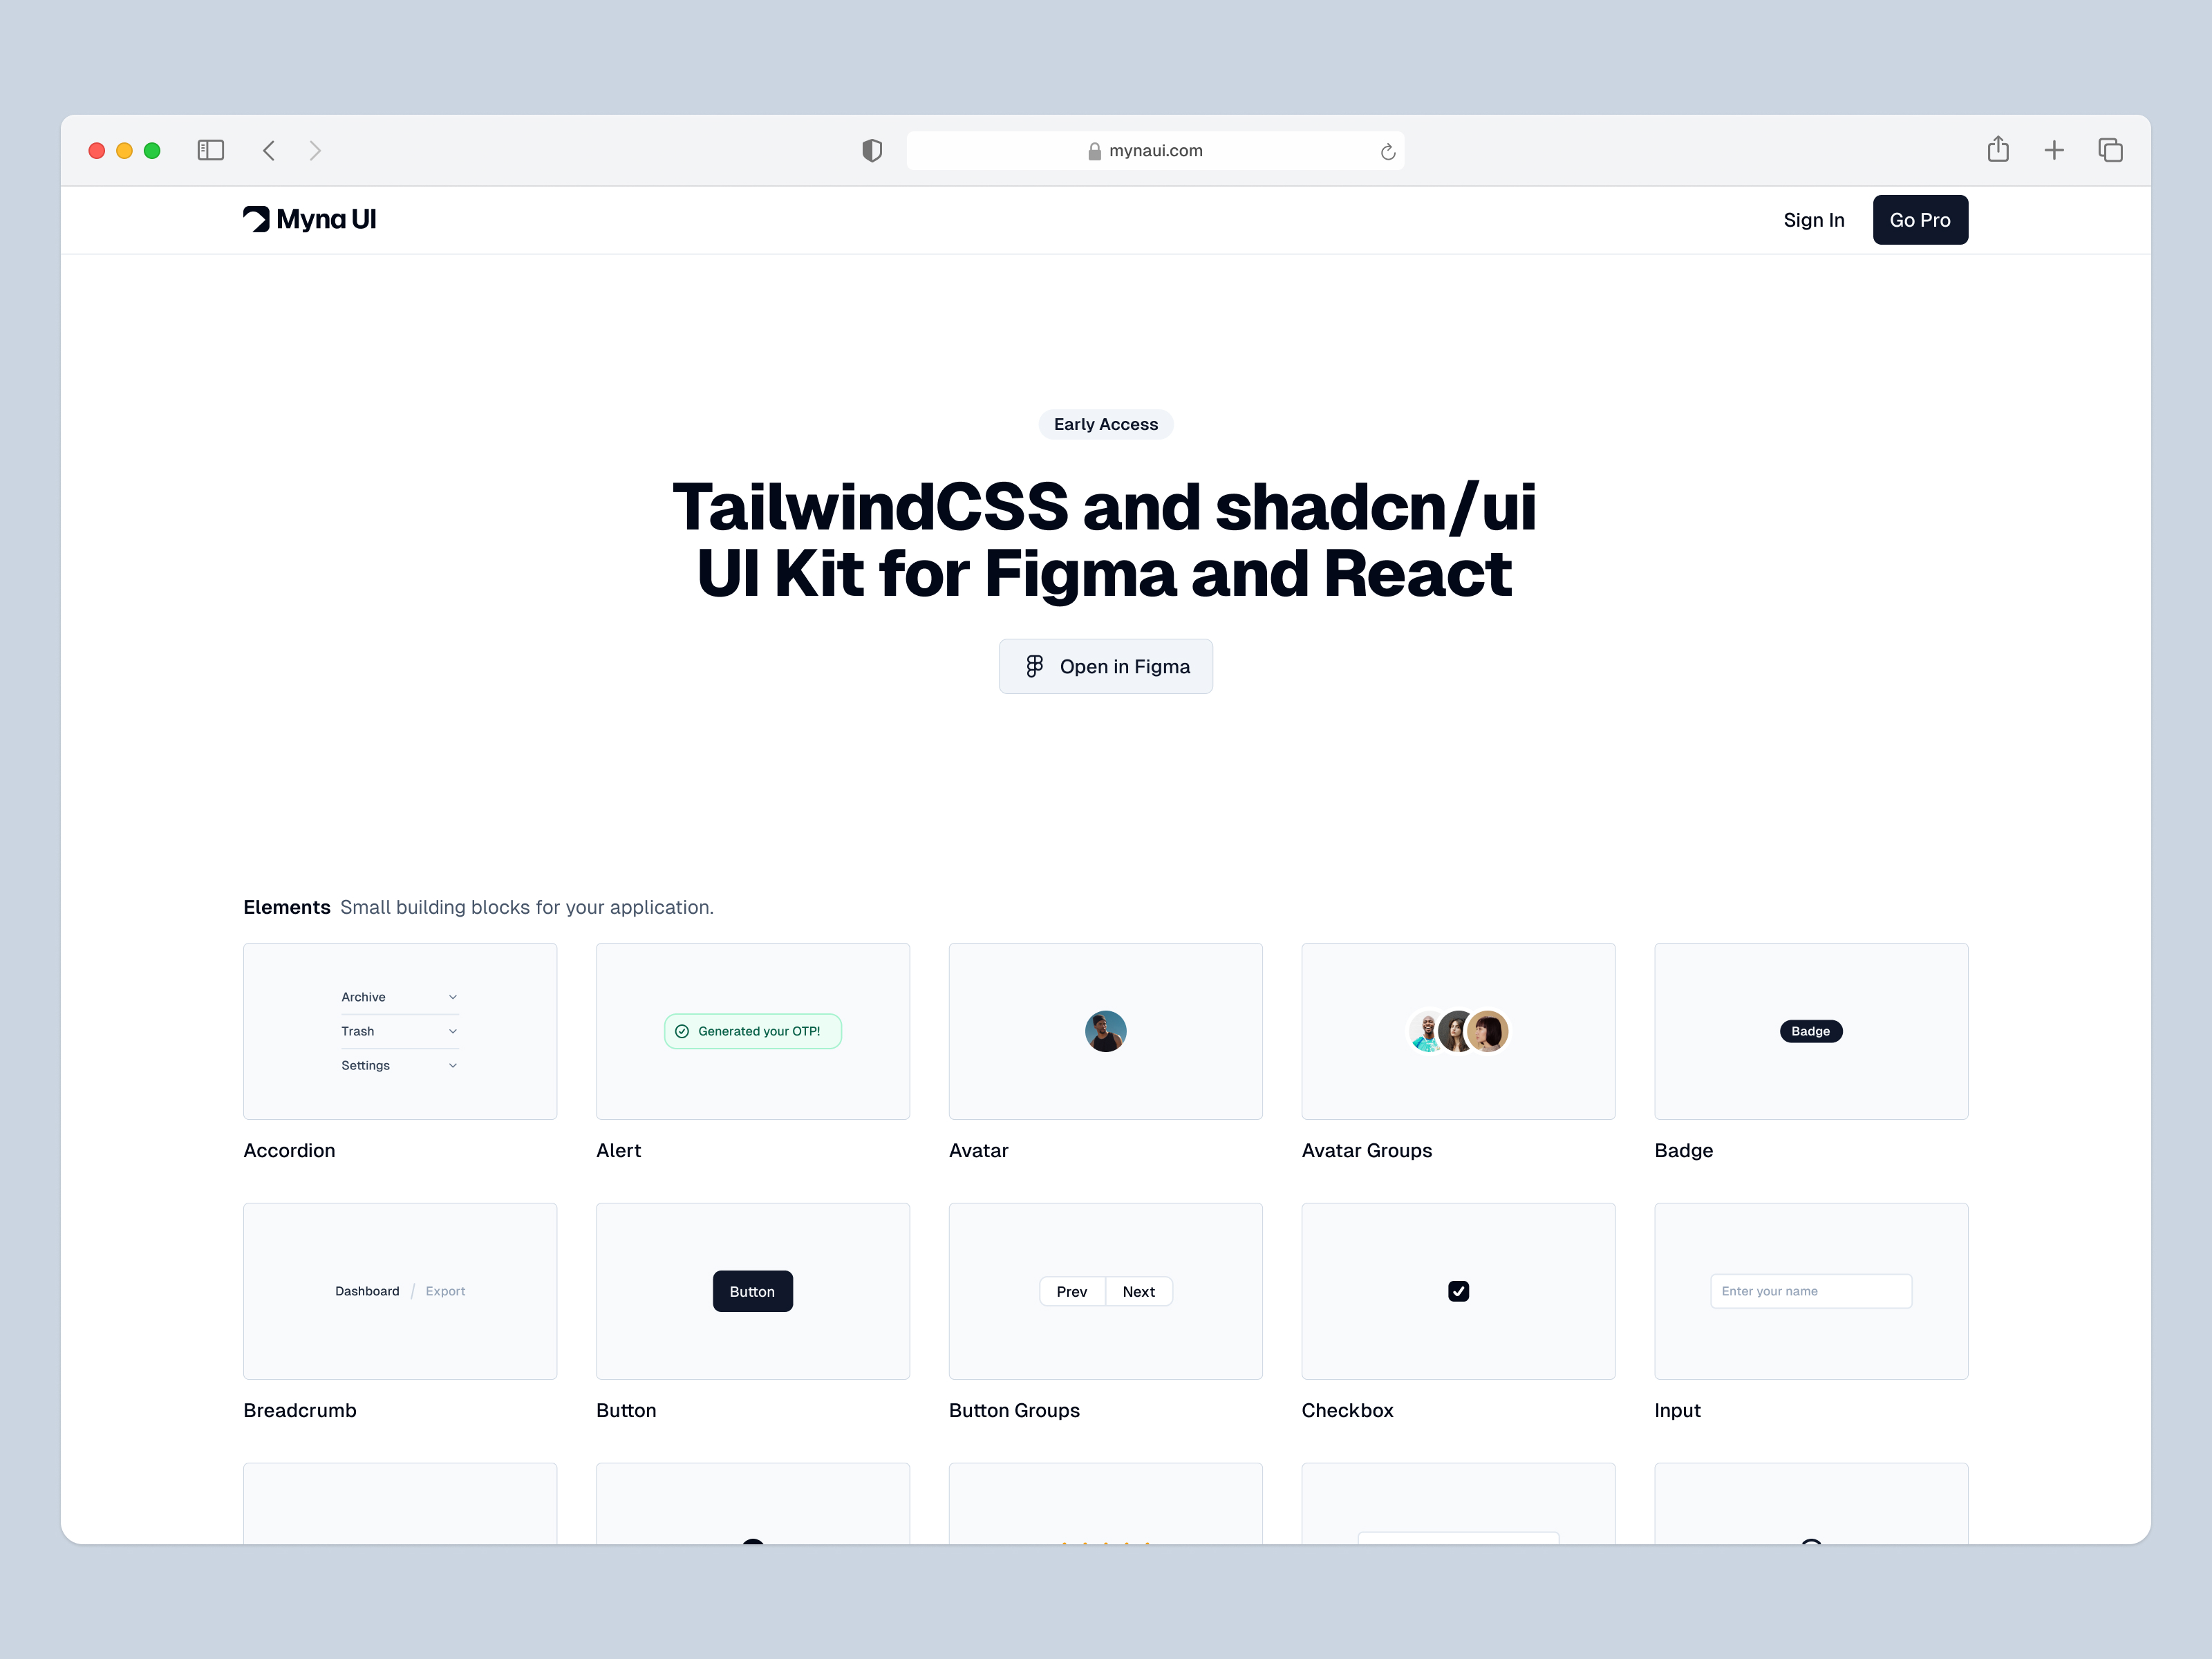 mynaui.com
Myna UI
Sign In
Go Pro
Early Access
TailwindCSS and shadcn/ui
UI Kit for Figma and React
Open in Figma
Elements Small building blocks for your application.
Archive
Trash
Settings
Generated your OTP!
Badge
Accordion
Alert
Avatar
Avatar Groups
Badge
Dashboard / Export
Button
Prev
Next
Enter your name
Breadcrumb
Button
Button Groups
Checkbox
Input